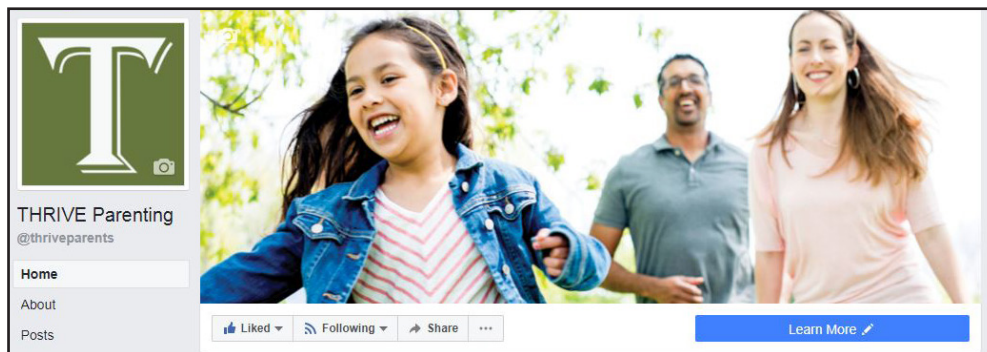 T
THRIVE Parenting
@thriveparents
Home
About
Posts
Liked
Following
Share
Learn More